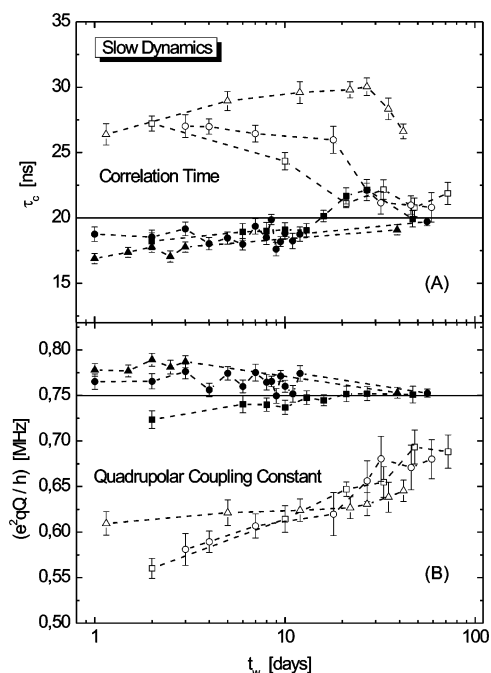 Slow Dynamics
35
30
25
20
15
τc [ns]
Correlation Time
(A)
0,80
0,75
0,70
0,65
0,60
0,55
0,50
(e²qQ / h) [MHz]
Quadrupolar Coupling Constant
(B)
1
10
100
tw [days]